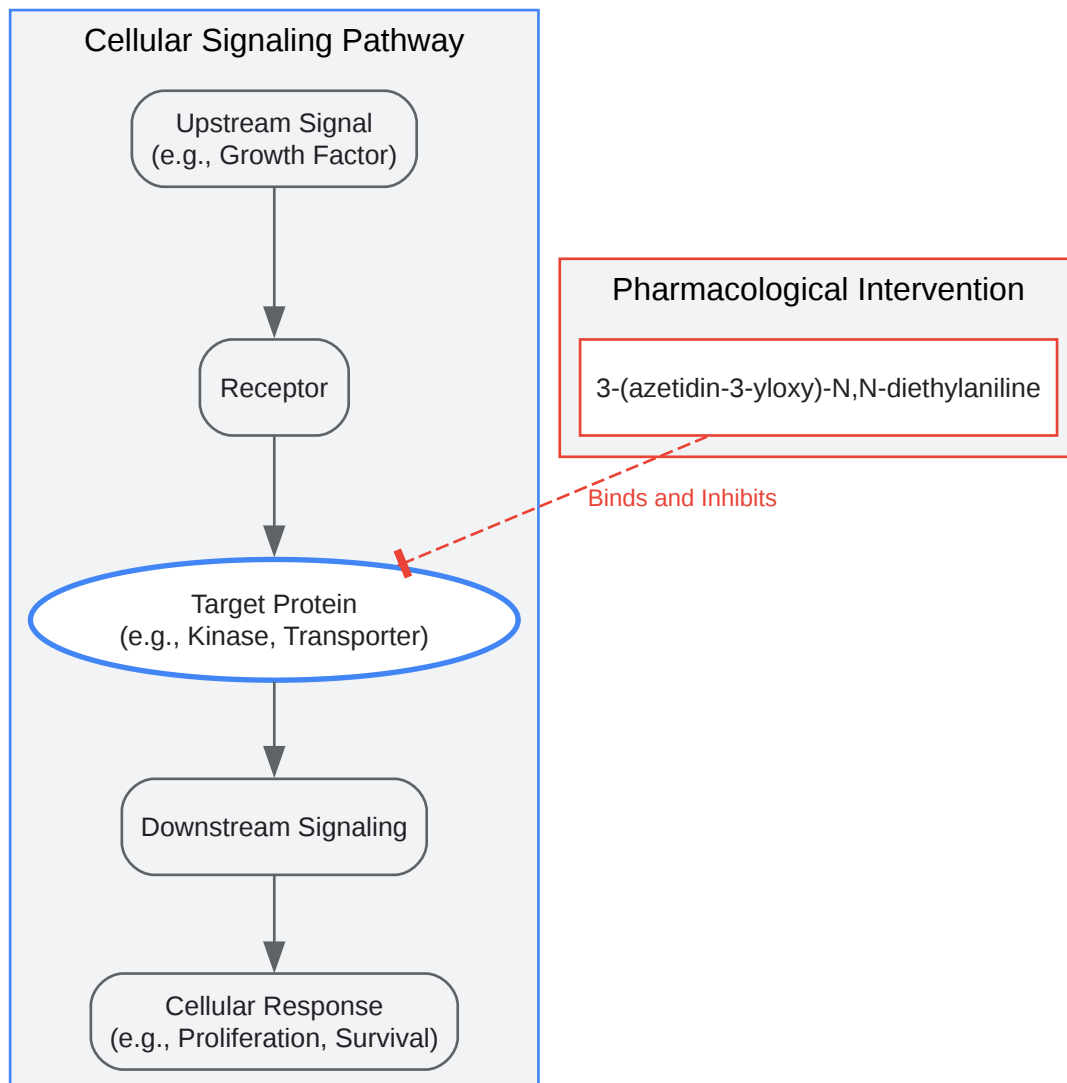 Cellular Signaling Pathway
Upstream Signal
(e.g., Growth Factor)
Receptor
Target Protein
(e.g., Kinase, Transporter)
Downstream Signaling
Cellular Response
(e.g., Proliferation, Survival)
Pharmacological Intervention
3-(azetidin-3-yloxy)-N,N-diethylaniline
Binds and Inhibits